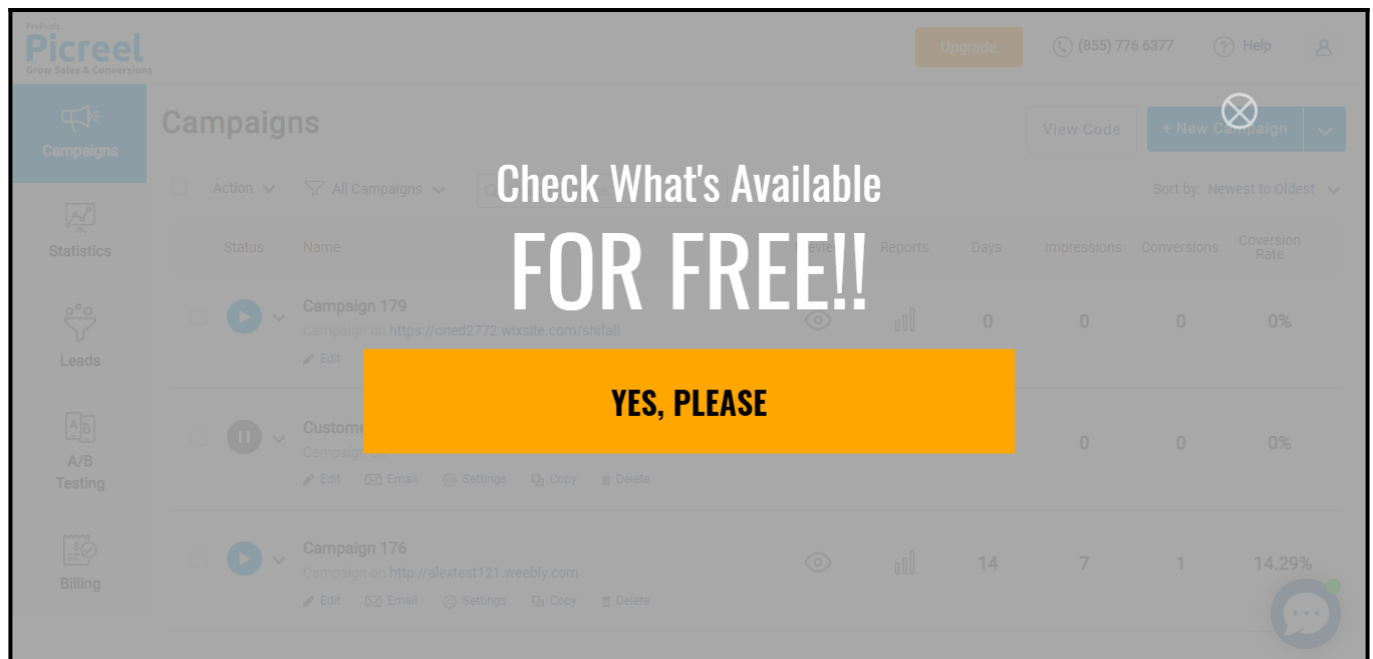 ProProfs
Picreel
Grow Sales & Conversions
Upgrade
(855) 776 6377
? Help
Campaigns
Statistics
Leads
A/B
Testing
Billing
Campaigns
View Code
+ New Campaign
Check What's Available
FOR FREE!!
YES, PLEASE
Action
All Campaigns
Sort by: Newest to Oldest
Status Name Reports Days Impressions Conversions Coversion Rate
Campaign 179 0 0 0 0%
Campaign on https://oned2772.wixsite.com/shifali
Edit
0 0 0%
Campaign on
Edit Email Settings Copy Delete
Campaign 176 14 7 1 14.29%
Campaign on http://alextest121.weebly.com
Edit Email Settings Copy Delete